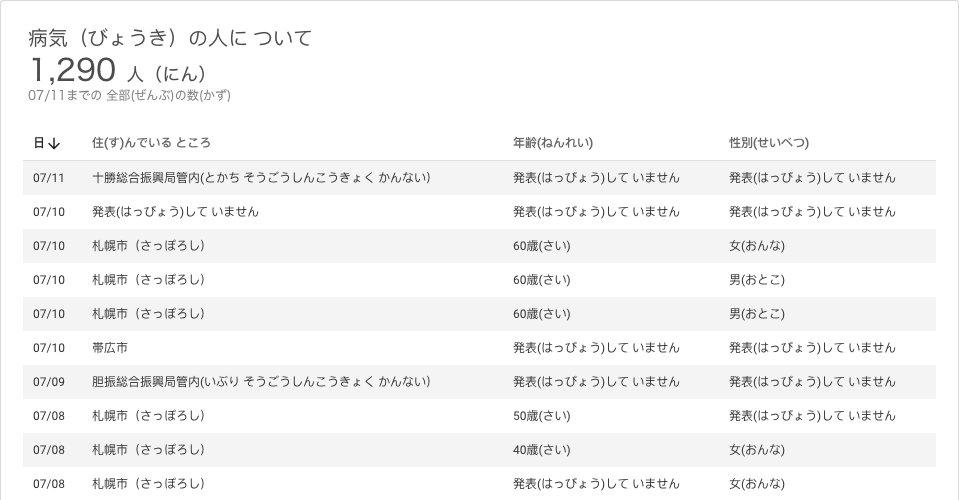 病気（びょうき）の人に ついて
1,290 人（にん）
07/11までの 全部(ぜんぶ)の数(かず)
日↓ 住(す)んでいる ところ 年齢(ねんれい) 性別(せいべつ)
07/11 十勝総合振興局管内(とかち そうごうしんこうきょく かんない） 発表(はっぴょう)して いません 発表(はっぴょう)して いません
07/10 発表(はっぴょう)して いません 発表(はっぴょう)して いません 発表(はっぴょう)して いません
07/10 札幌市（さっぽろし） 60歳(さい) 女(おんな)
07/10 札幌市（さっぽろし） 60歳(さい) 男(おとこ)
07/10 札幌市（さっぽろし） 60歳(さい) 男(おとこ)
07/10 帯広市 発表(はっぴょう)して いません 発表(はっぴょう)して いません
07/09 胆振総合振興局管内(いぶり そうごうしんこうきょく かんない） 発表(はっぴょう)して いません 発表(はっぴょう)して いません
07/08 札幌市（さっぽろし） 50歳(さい) 発表(はっぴょう)して いません
07/08 札幌市（さっぽろし） 40歳(さい) 女(おんな)
07/08 札幌市（さっぽろし） 発表(はっぴょう)して いません 女(おんな)